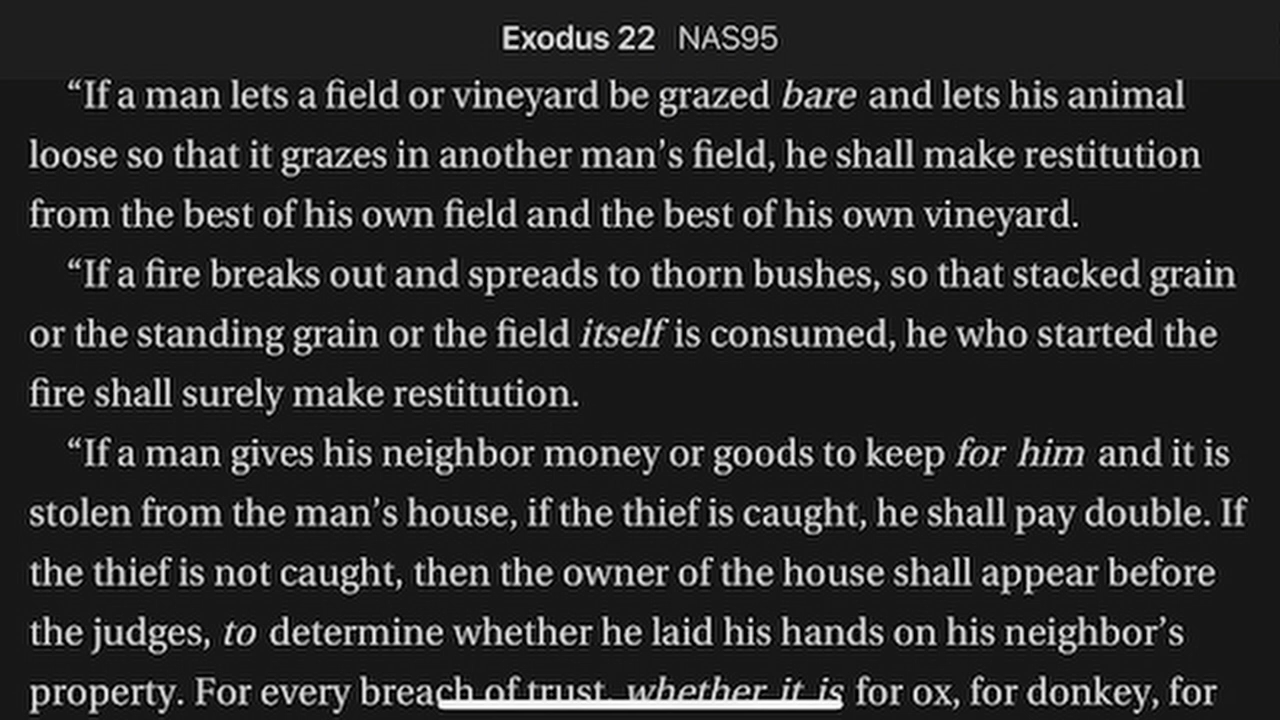 Exodus 22 NAS95
“If a man lets a field or vineyard be grazed bare and lets his animal
loose so that it grazes in another man’s field, he shall make restitution
from the best of his own field and the best of his own vineyard.
“If a fire breaks out and spreads to thorn bushes, so that stacked grain
or the standing grain or the field itself is consumed, he who started the
fire shall surely make restitution.
“If a man gives his neighbor money or goods to keep for him and it is
stolen from the man’s house, if the thief is caught, he shall pay double. If
the thief is not caught, then the owner of the house shall appear before
the judges, to determine whether he laid his hands on his neighbor’s
property. For every breach of trust, whether it is for ox, for donkey, for